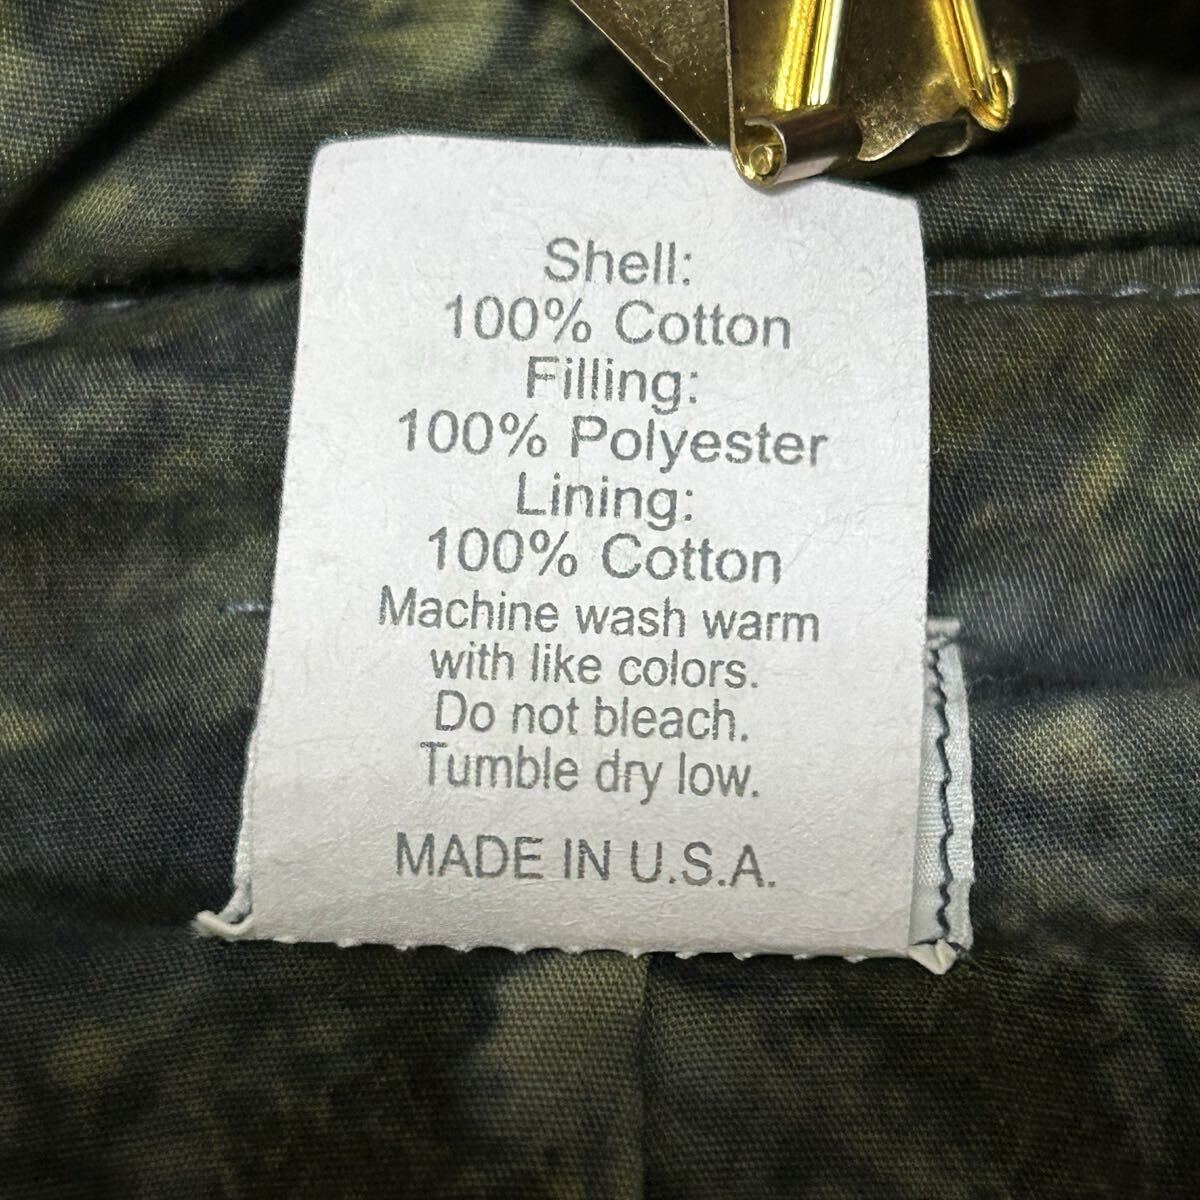 Shell:
100% Cotton
Filling:
100% Polyester
Lining:
100% Cotton
Machine wash warm
with like colors.
Do not bleach.
Tumble dry low.
MADE IN U.S.A.